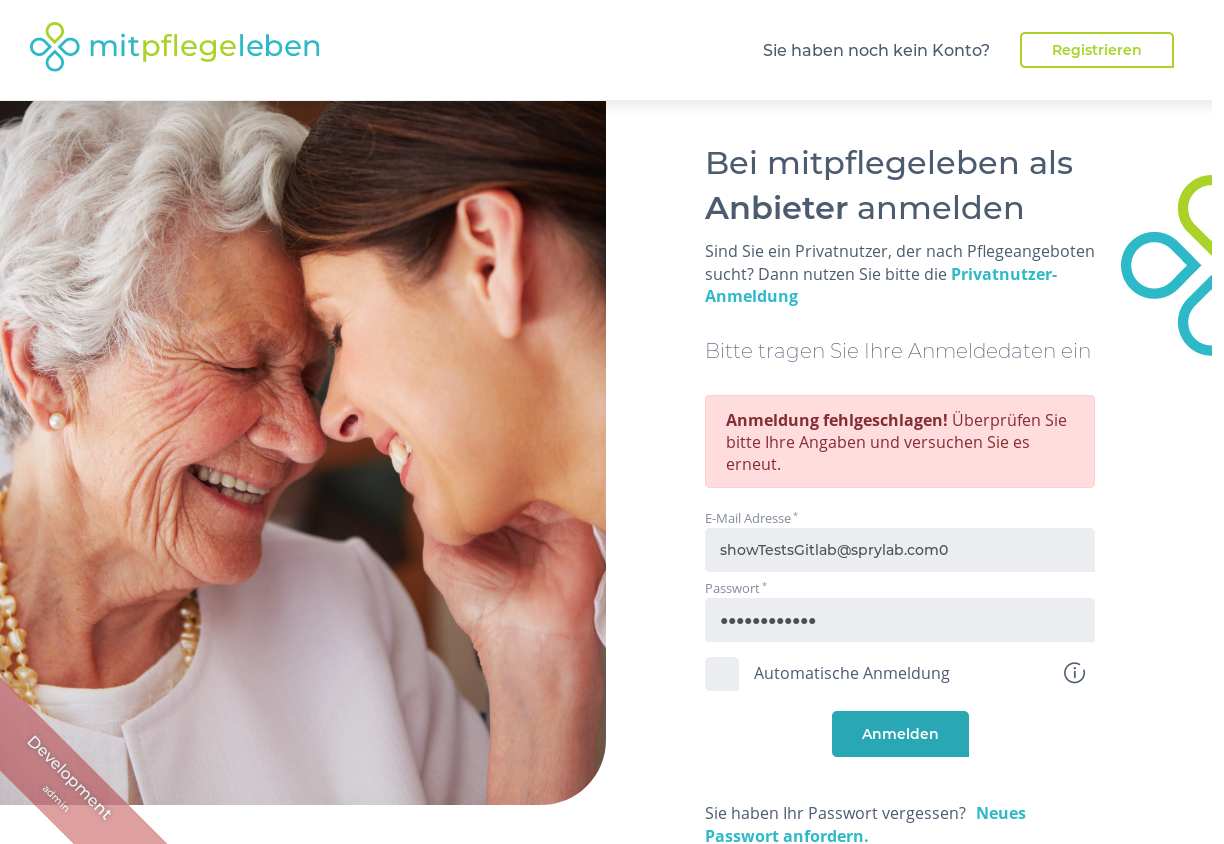 mitpflegeleben
Sie haben noch kein Konto?
Registrieren
Bei mitpflegeleben als
Anbieter anmelden
Sind Sie ein Privatnutzer, der nach Pflegeangeboten
sucht? Dann nutzen Sie bitte die Privatnutzer-
Anmeldung
Bitte tragen Sie Ihre Anmeldedaten ein
Anmeldung fehlgeschlagen! Überprüfen Sie
bitte Ihre Angaben und versuchen Sie es
erneut.
E-Mail Adresse*
showTestsGitlab@sprylab.com0
Passwort*
••••••••••••
Automatische Anmeldung
Anmelden
Sie haben Ihr Passwort vergessen? Neues
Passwort anfordern.
Development
admin